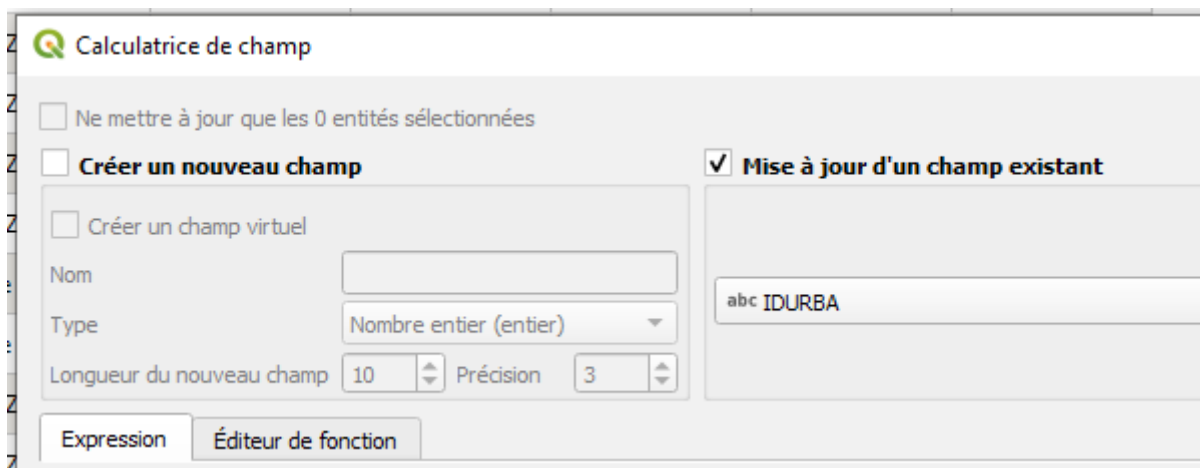 Calculatrice de champ
Ne mettre à jour que les 0 entités sélectionnées
Créer un nouveau champ
Mise à jour d'un champ existant
Créer un champ virtuel
Nom
abc IDURBA
Type Nombre entier (entier)
Longueur du nouveau champ 10 Précision 3
Expression Éditeur de fonction